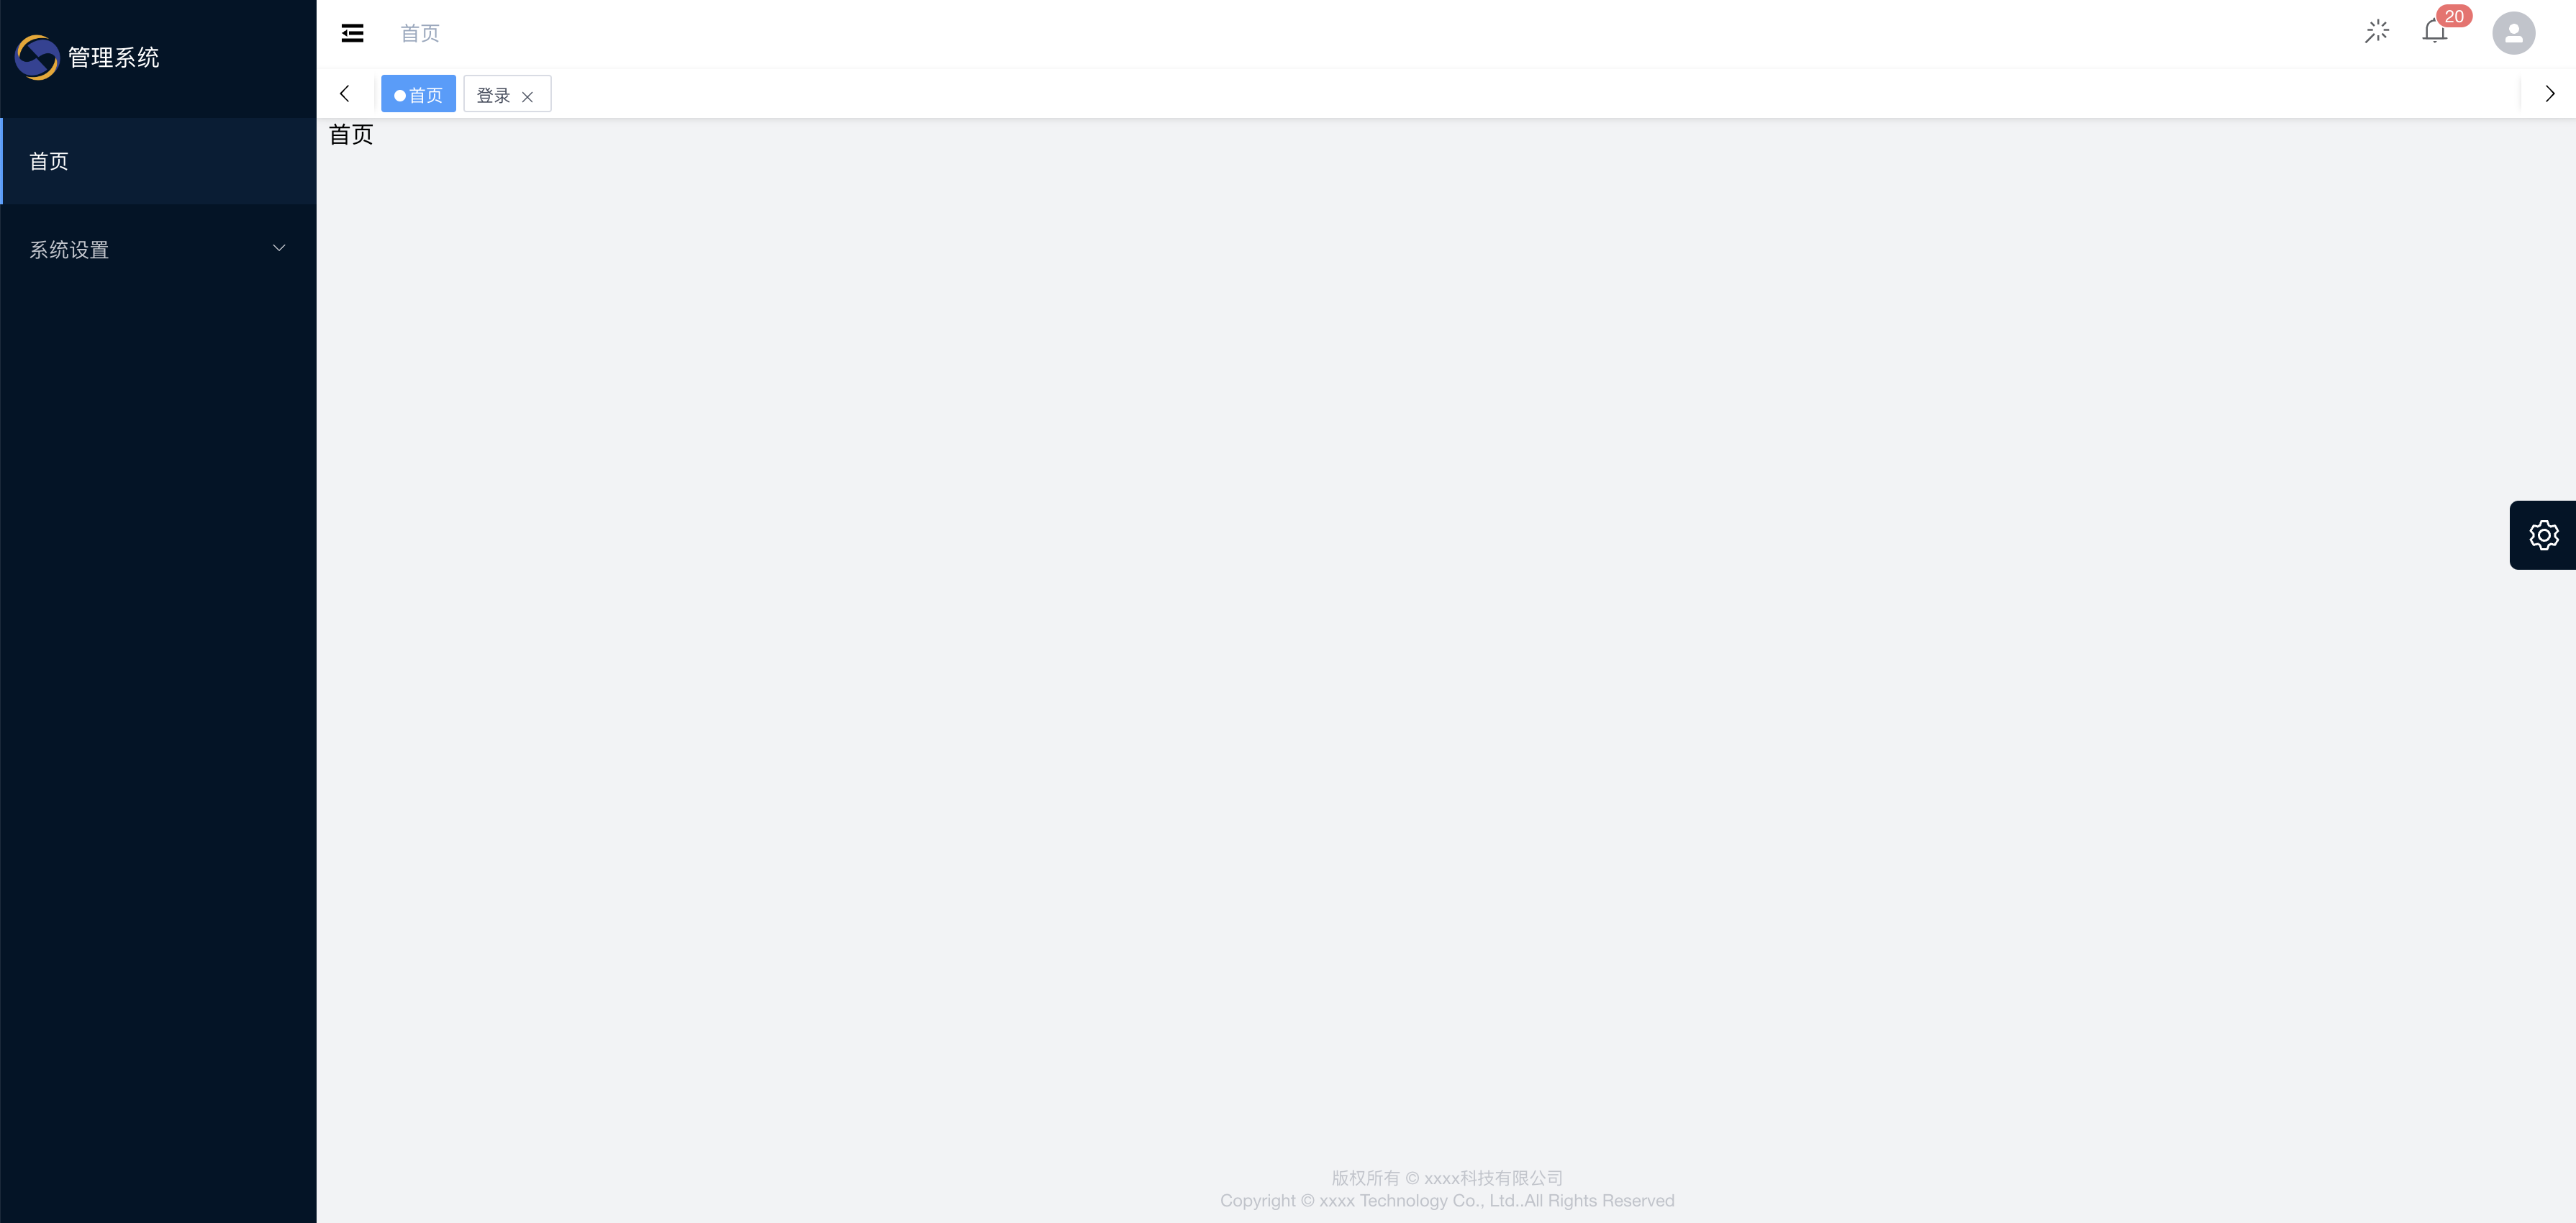 管理系统
首页
20
首页
登录
首页
首页
系统设置
版权所有 © xxxx科技有限公司
Copyright © xxxx Technology Co., Ltd..All Rights Reserved